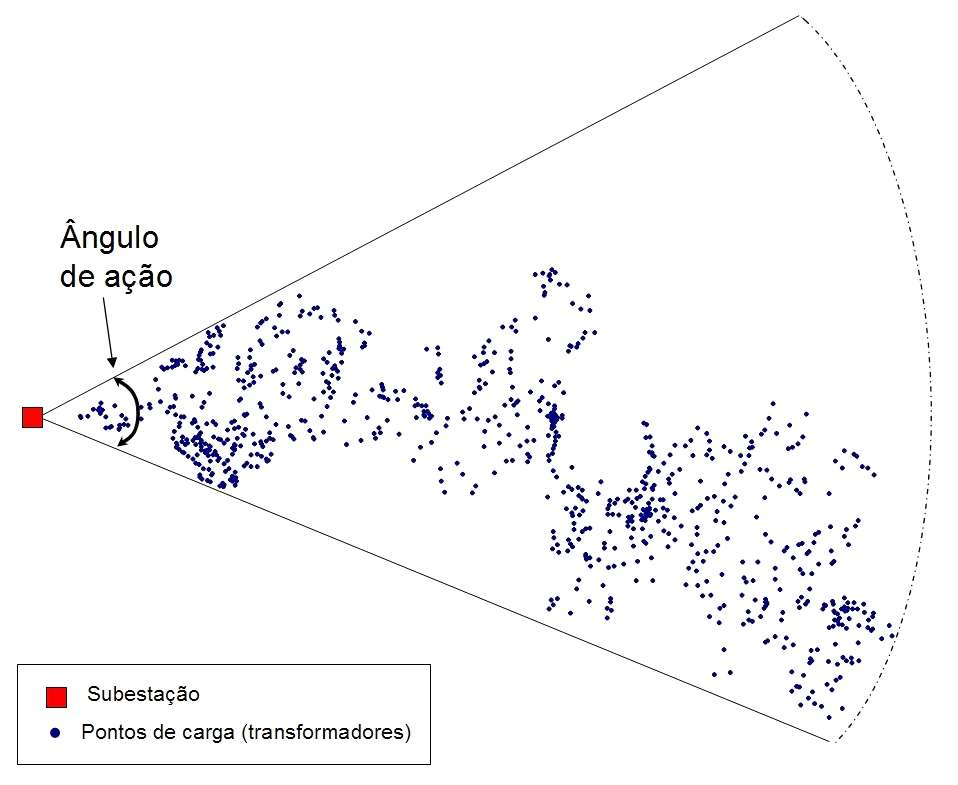 Ângulo
de ação
Subestação
Pontos de carga (transformadores)